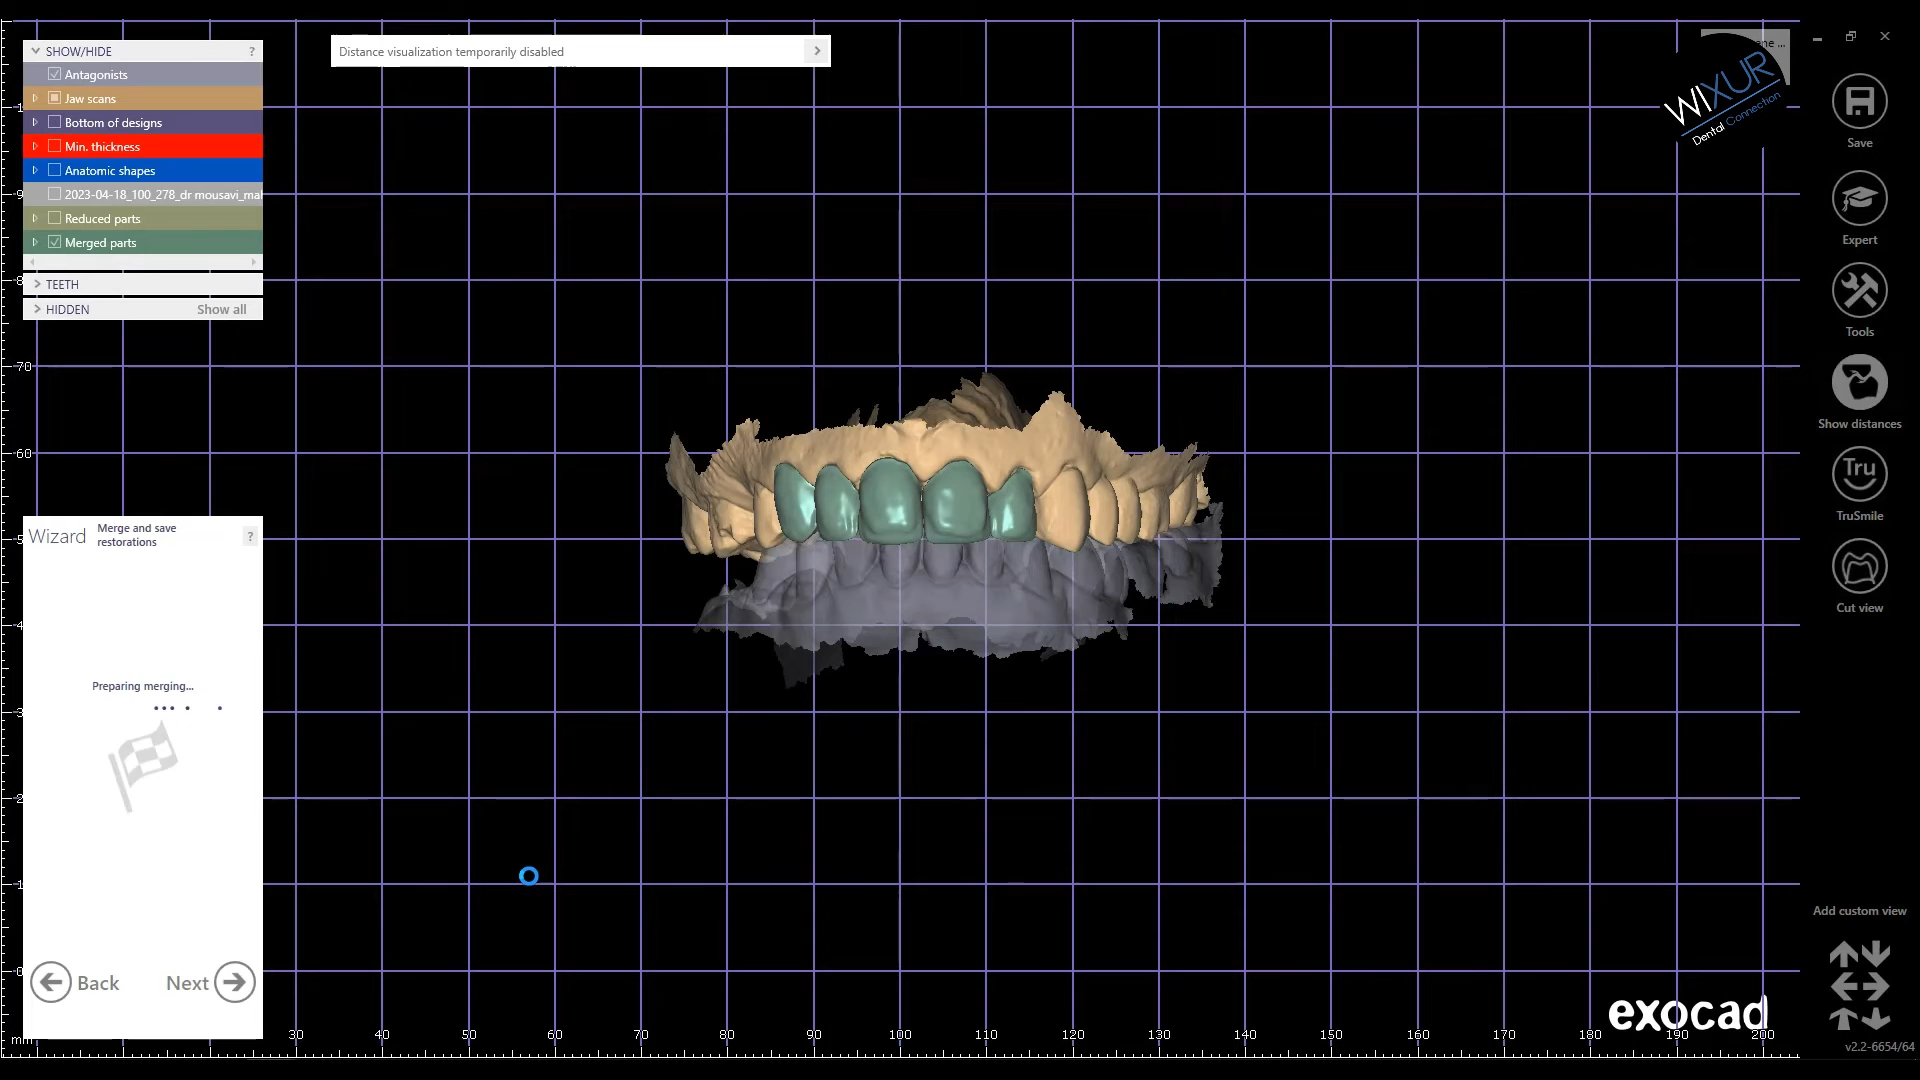 SHOW/HIDE ?
Antagonists
Jaw scans
Bottom of designs
Min. thickness
Anatomic shapes
2023-04-18_100_278_dr mousavi_mal
Reduced parts
Merged parts
TEETH
HIDDEN Show all
Distance visualization temporarily disabled
WIXUR
Dental Connection
Save
Expert
Tools
Show distances
Tru
TruSmile
Cut view
Wizard Merge and save
restorations ?
Preparing merging...
Back Next
Add custom view
exocad
v2.2-6654/64
70
60
mm 30 40 50 60 70 80 90 100 110 120 130 140 150 160 170 180 190 200